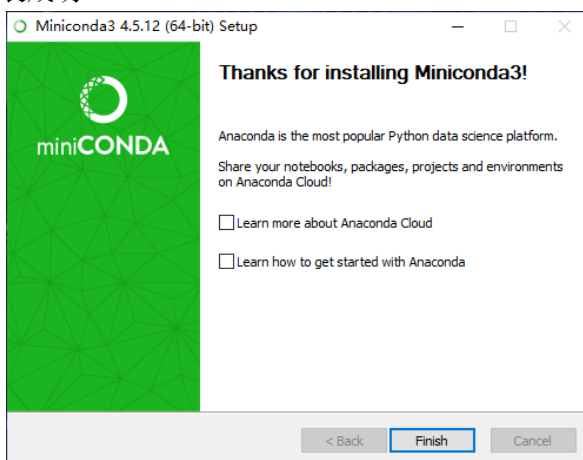 Miniconda3 4.5.12 (64-bit) Setup
Thanks for installing Miniconda3!
miniCONDA
Anaconda is the most popular Python data science platform.
Share your notebooks, packages, projects and environments
on Anaconda Cloud!
Learn more about Anaconda Cloud
Learn how to get started with Anaconda
< Back
Finish
Cancel